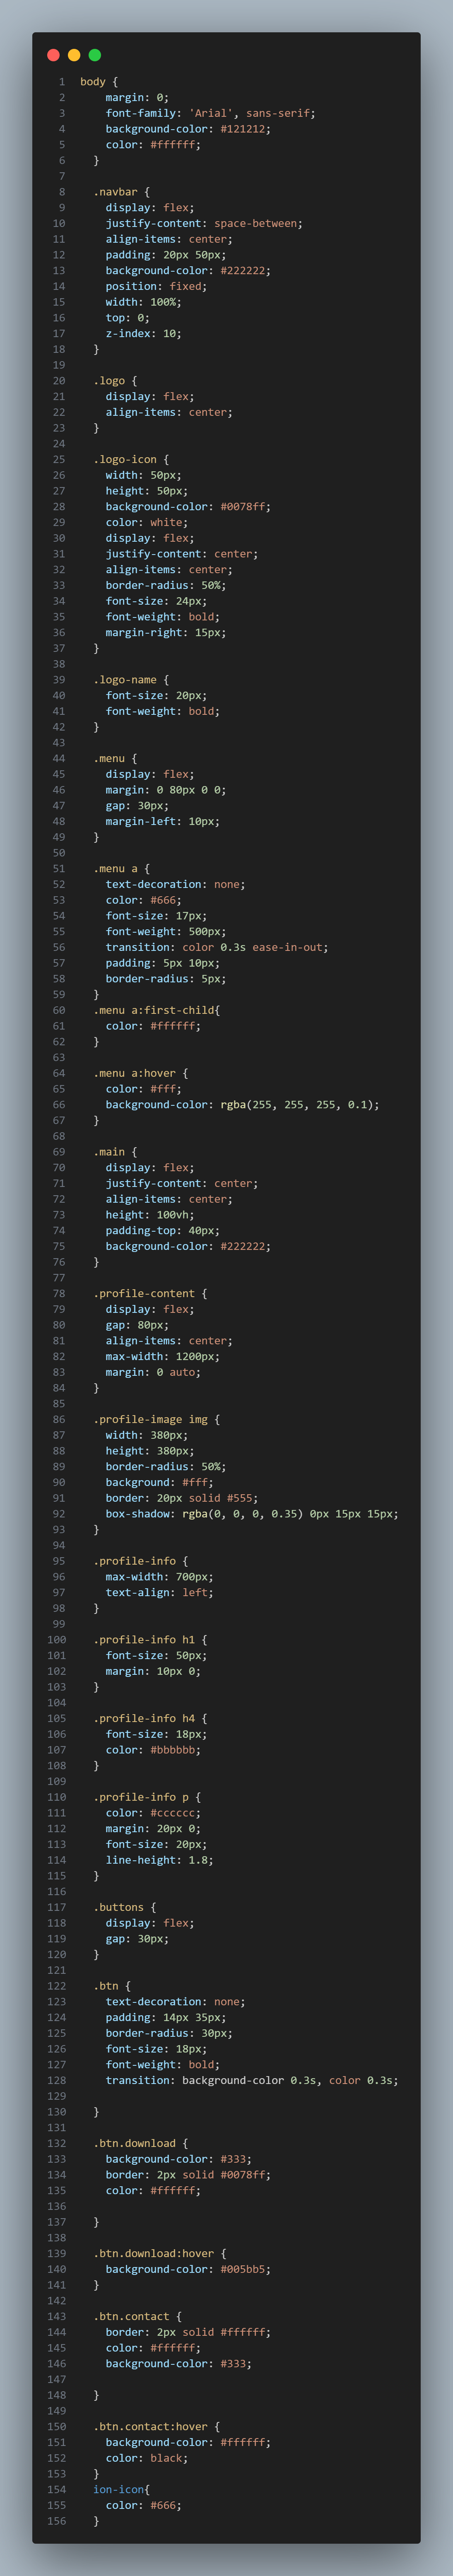 1 body {
2     margin: 0;
3     font-family: 'Arial', sans-serif;
4     background-color: #121212;
5     color: #ffffff;
6   }
7
8   .navbar {
9     display: flex;
10     justify-content: space-between;
11     align-items: center;
12     padding: 20px 50px;
13     background-color: #222222;
14     position: fixed;
15     width: 100%;
16     top: 0;
17     z-index: 10;
18   }
19
20   .logo {
21     display: flex;
22     align-items: center;
23   }
24
25   .logo-icon {
26     width: 50px;
27     height: 50px;
28     background-color: #0078ff;
29     color: white;
30     display: flex;
31     justify-content: center;
32     align-items: center;
33     border-radius: 50%;
34     font-size: 24px;
35     font-weight: bold;
36     margin-right: 15px;
37   }
38
39   .logo-name {
40     font-size: 20px;
41     font-weight: bold;
42   }
43
44   .menu {
45     display: flex;
46     margin: 0 80px 0 0;
47     gap: 30px;
48     margin-left: 10px;
49   }
50
51   .menu a {
52     text-decoration: none;
53     color: #666;
54     font-size: 17px;
55     font-weight: 500px;
56     transition: color 0.3s ease-in-out;
57     padding: 5px 10px;
58     border-radius: 5px;
59   }
60   .menu a:first-child{
61     color: #ffffff;
62   }
63
64   .menu a:hover {
65     color: #fff;
66     background-color: rgba(255, 255, 255, 0.1);
67   }
68
69   .main {
70     display: flex;
71     justify-content: center;
72     align-items: center;
73     height: 100vh;
74     padding-top: 40px;
75     background-color: #222222;
76   }
77
78   .profile-content {
79     display: flex;
80     gap: 80px;
81     align-items: center;
82     max-width: 1200px;
83     margin: 0 auto;
84   }
85
86   .profile-image img {
87     width: 380px;
88     height: 380px;
89     border-radius: 50%;
90     background: #fff;
91     border: 20px solid #555;
92     box-shadow: rgba(0, 0, 0, 0.35) 0px 15px 15px;
93   }
94
95   .profile-info {
96     max-width: 700px;
97     text-align: left;
98   }
99
100   .profile-info h1 {
101     font-size: 50px;
102     margin: 10px 0;
103   }
104
105   .profile-info h4 {
106     font-size: 18px;
107     color: #bbbbbb;
108   }
109
110   .profile-info p {
111     color: #cccccc;
112     margin: 20px 0;
113     font-size: 20px;
114     line-height: 1.8;
115   }
116
117   .buttons {
118     display: flex;
119     gap: 30px;
120   }
121
122   .btn {
123     text-decoration: none;
124     padding: 14px 35px;
125     border-radius: 30px;
126     font-size: 18px;
127     font-weight: bold;
128     transition: background-color 0.3s, color 0.3s;
129
130   }
131
132   .btn.download {
133     background-color: #333;
134     border: 2px solid #0078ff;
135     color: #ffffff;
136
137   }
138
139   .btn.download:hover {
140     background-color: #005bb5;
141   }
142
143   .btn.contact {
144     border: 2px solid #ffffff;
145     color: #ffffff;
146     background-color: #333;
147
148   }
149
150   .btn.contact:hover {
151     background-color: #ffffff;
152     color: black;
153   }
154   ion-icon{
155     color: #666;
156   }